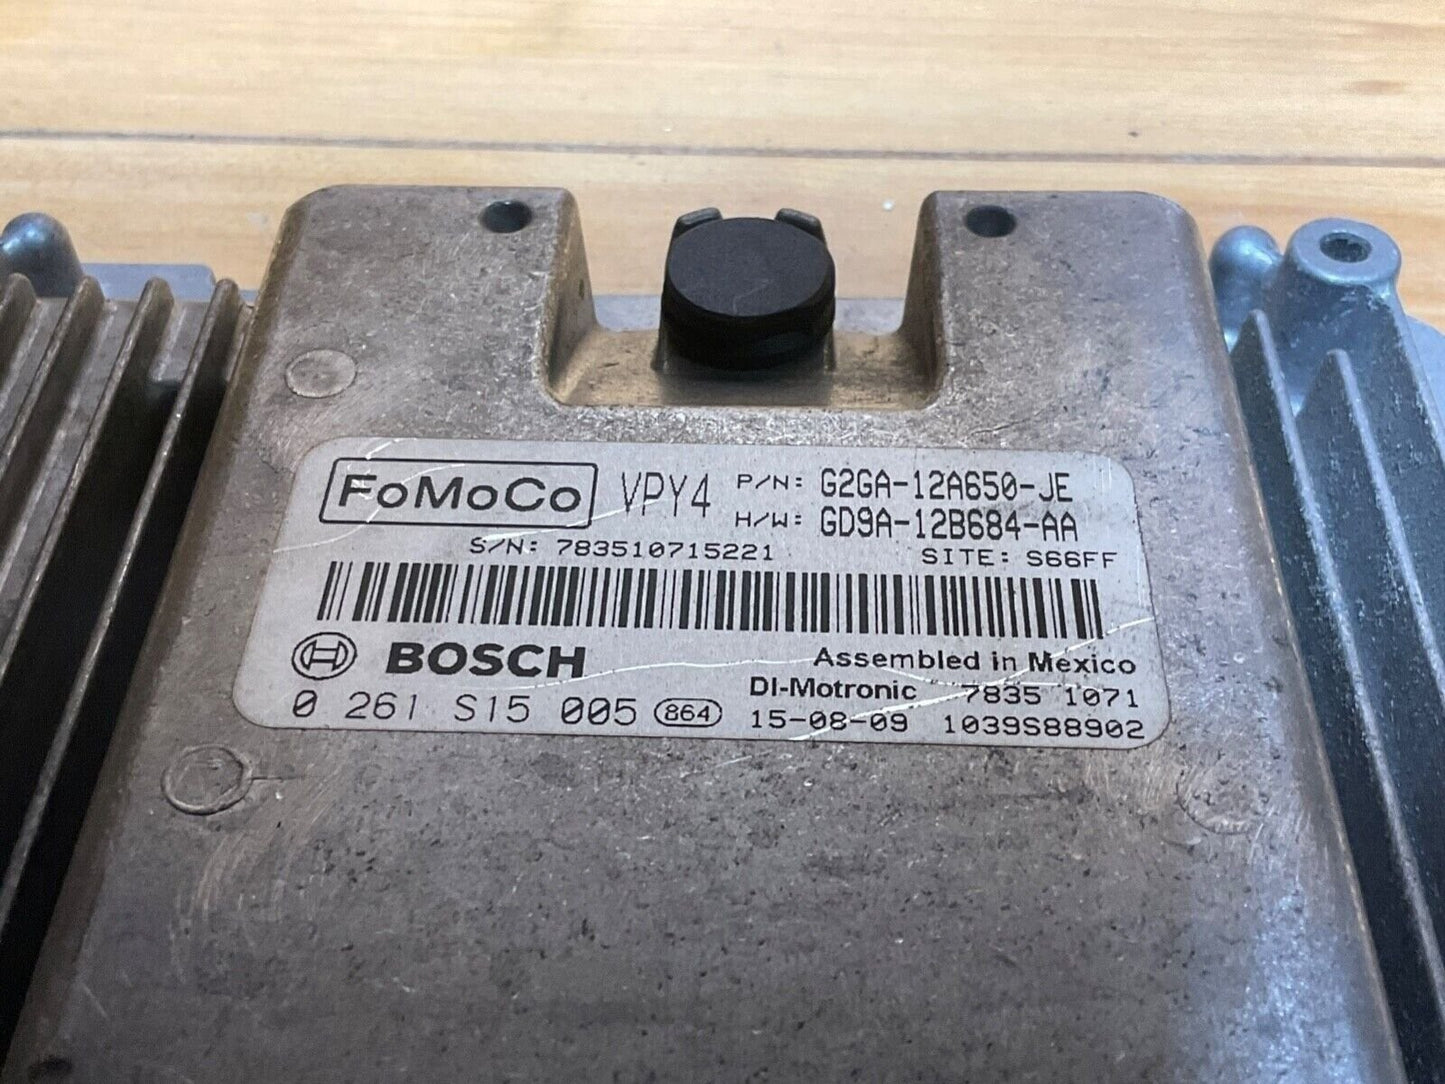 FoMoCo VPY4 P/N: G2GA-12A650-JE
H/W: GD9A-12B684-AA
S/N: 783510715221 SITE: S66FF
BOSCH Assembled in Mexico
DI-Motronic 7835 1071
0 261 S15 005 864 15-08-09 1039S88902